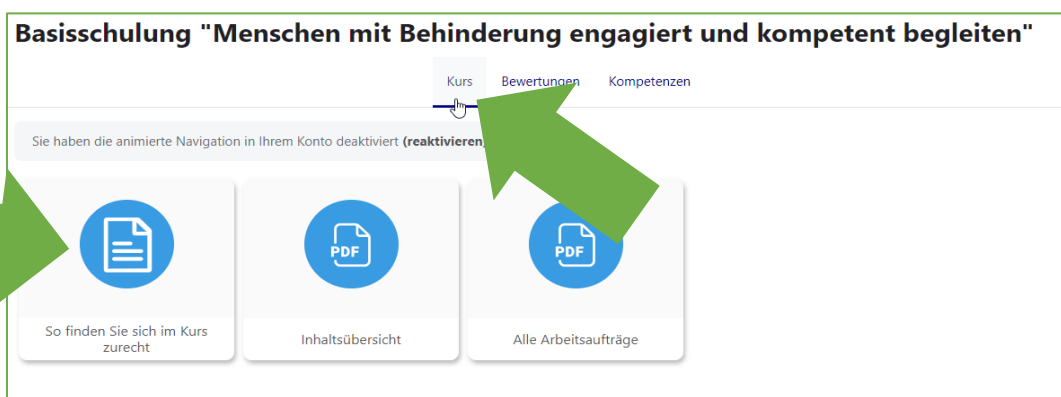 Basisschulung "Menschen mit Behinderung engagiert und kompetent begleiten"
Kurs Bewertungen Kompetenzen
Sie haben die animierte Navigation in Ihrem Konto deaktiviert (reaktivieren)
PDF PDF
So finden Sie sich im Kurs
zurecht
Inhaltsübersicht
Alle Arbeitsaufträge